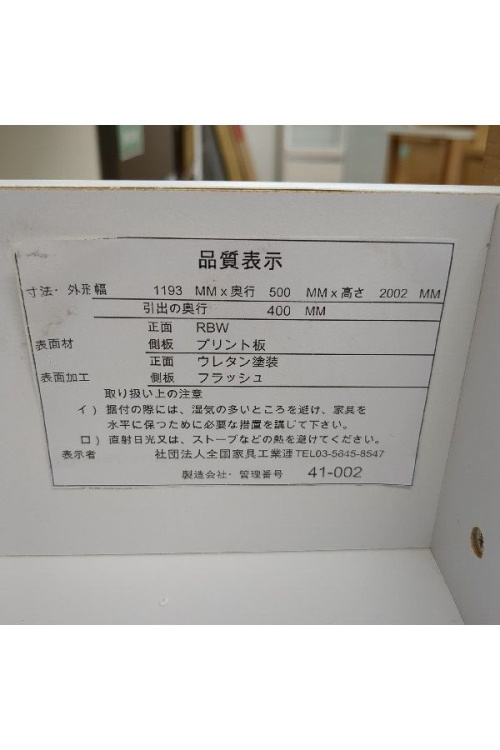 品質表示
寸法・外形幅 1193 MM×奥行 500 MM×高さ 2002 MM
引出の奥行 400 MM
正面 RBW
表面材 側板 プリント板
正面 ウレタン塗装
表面加工 側板 フラッシュ
取り扱い上の注意
イ）据付の際には、湿気の多いところを避け、家具を
水平に保つために必要な措置を講じて下さい。
ロ）直射日光又は、ストーブなどの熱を避けてください。
表示者 社団法人全国家具工業連TEL03-5645-8547
製造会社・管理番号 41-002